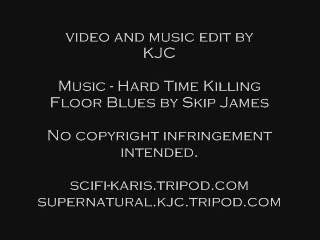 VIDEO AND MUSIC EDIT BY
KJC
MUSIC - HARD TIME KILLING
FLOOR BLUES BY SKIP JAMES
NO COPYRIGHT INFRINGEMENT
INTENDED.
SCIFI-KARIS.TRIPOD.COM
SUPERNATURAL.KJC.TRIPOD.COM